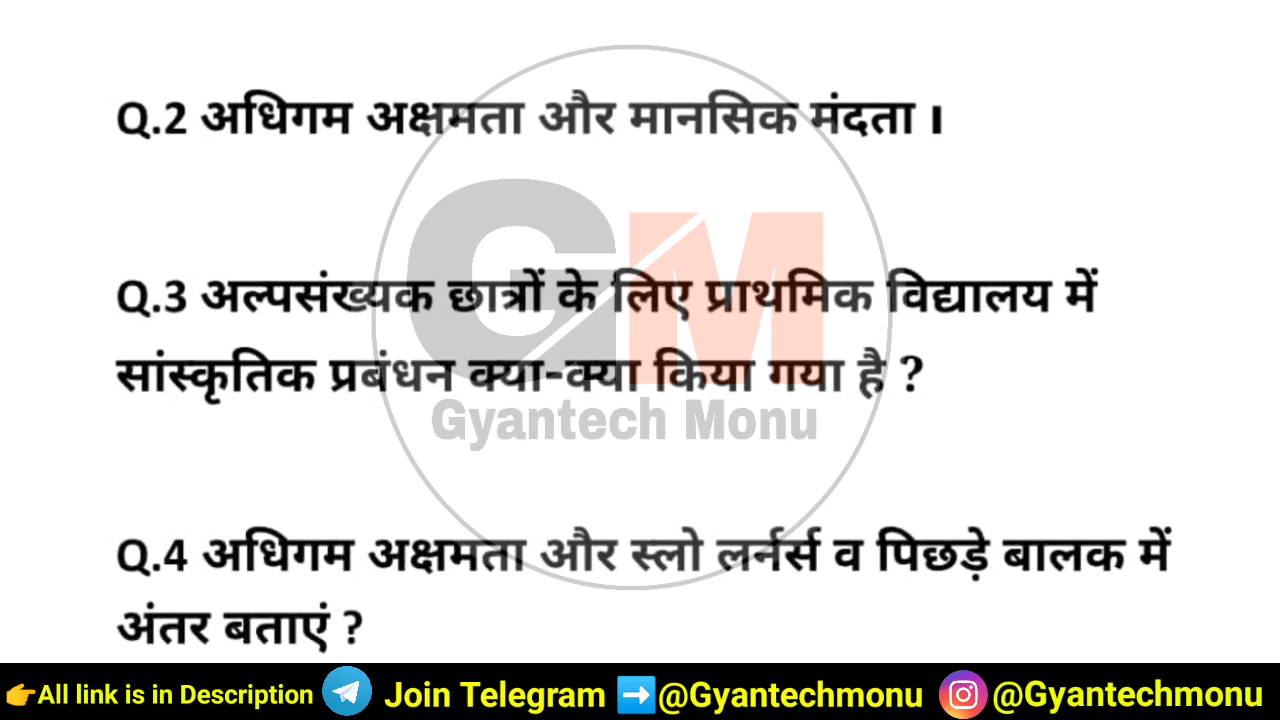 Q.2 अधिगम अक्षमता और मानसिक मंदता ।
Q.3 अल्पसंख्यक छात्रों के लिए प्राथमिक विद्यालय में
सांस्कृतिक प्रबंधन क्या-क्या किया गया है ?
GM
Gyantech Monu
Q.4 अधिगम अक्षमता और स्लो लर्नर्स व पिछड़े बालक में
अंतर बताएं ?
👉All link is in Description Join Telegram ➡️@Gyantechmonu @Gyantechmonu